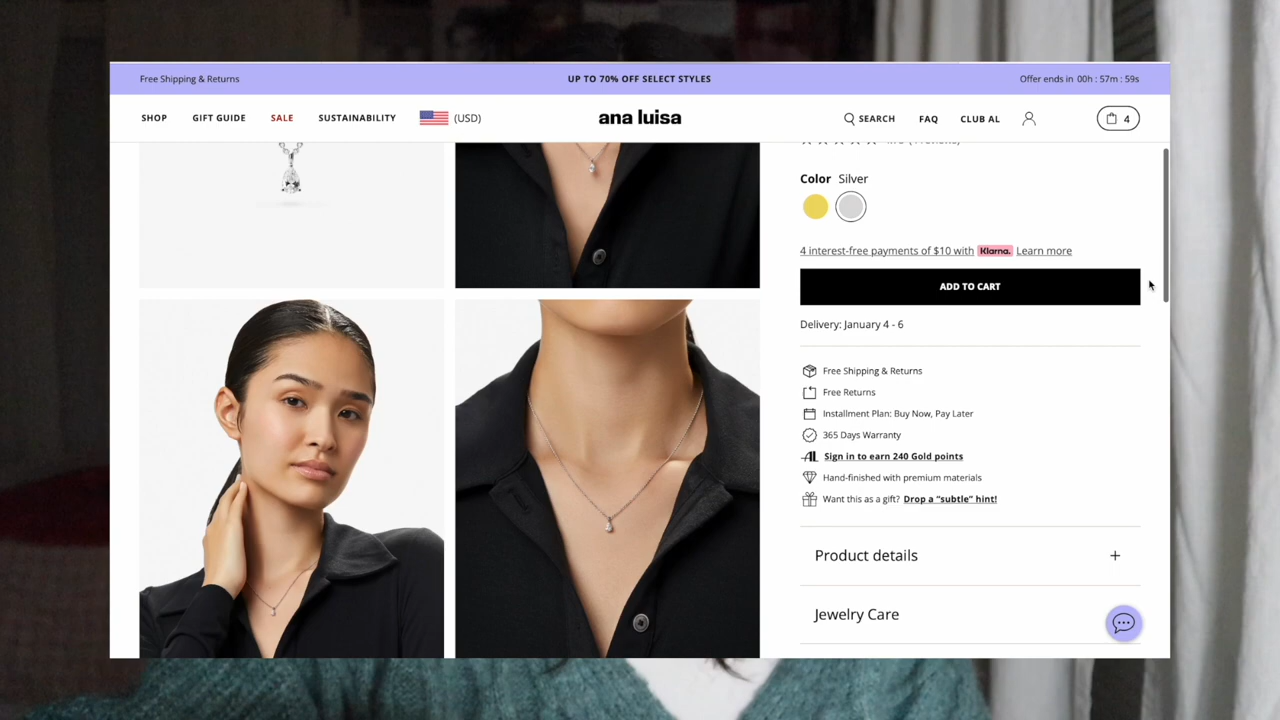 Free Shipping & Returns
UP TO 70% OFF SELECT STYLES
Offer ends in 00h : 57m : 59s
SHOP
GIFT GUIDE
SALE
SUSTAINABILITY
(USD)
ana luisa
SEARCH
FAQ
CLUB AL
4
Color Silver
4 interest-free payments of $10 with Klarna. Learn more
ADD TO CART
Delivery: January 4 - 6
Free Shipping & Returns
Free Returns
Installment Plan: Buy Now, Pay Later
365 Days Warranty
AL Sign in to earn 240 Gold points
Hand-finished with premium materials
Want this as a gift? Drop a “subtle” hint!
Product details +
Jewelry Care